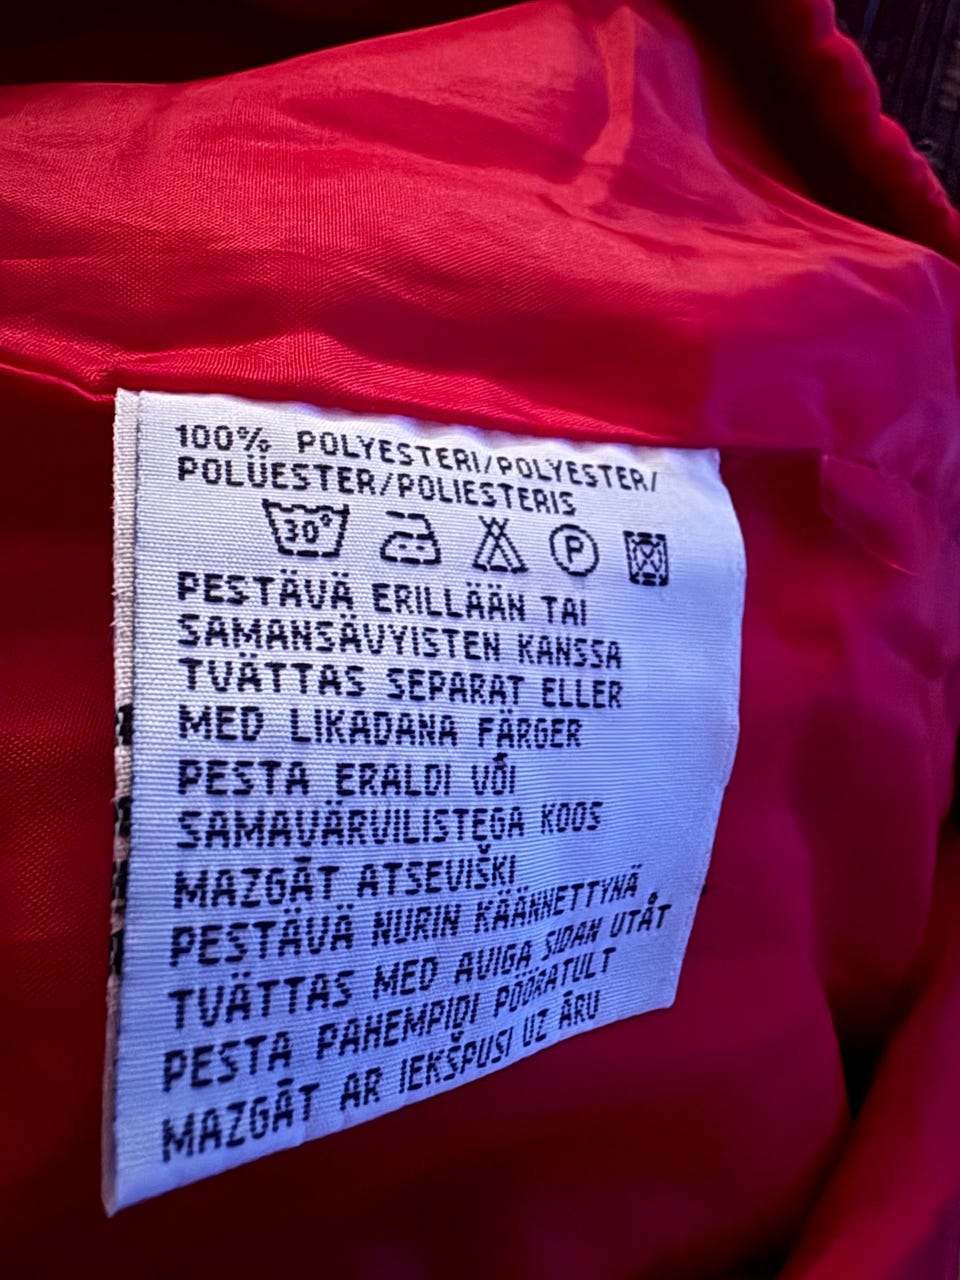 100% POLYESTERI/POLYESTER/
POLÜESTER/POLIESTERIS
30° P
PESTÄVÄ ERILLÄÄN TAI
SAMANSÄVYISTEN KANSSA
TVÄTTAS SEPARAT ELLER
MED LIKADANA FÄRGER
PESTA ERALDI VÕI
SAMAVÄRVILISTEGA KOOS
MAZGĀT ATSEVIŠKI
PESTÄVÄ NURIN KÄÄNNETTYNÄ
TVÄTTAS MED AVIGA SIDAN UTÅT
PESTA PAHEMPIDI PÖÖRATULT
MAZGĀT AR IEKŠPUSI UZ ĀRU